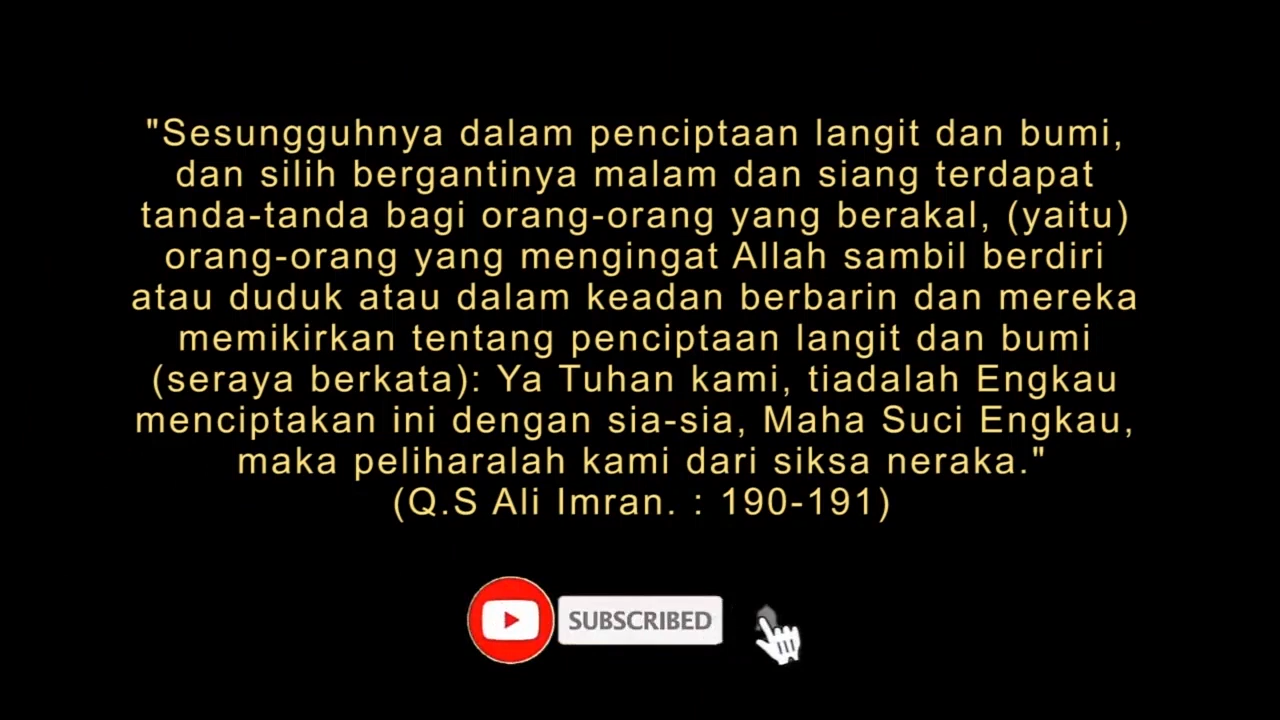 "Sesungguhnya dalam penciptaan langit dan bumi,
dan silih bergantinya malam dan siang terdapat
tanda-tanda bagi orang-orang yang berakal, (yaitu)
orang-orang yang mengingat Allah sambil berdiri
atau duduk atau dalam keadan berbarin dan mereka
memikirkan tentang penciptaan langit dan bumi
(seraya berkata): Ya Tuhan kami, tiadalah Engkau
menciptakan ini dengan sia-sia, Maha Suci Engkau,
maka peliharalah kami dari siksa neraka."
(Q.S Ali Imran. : 190-191)
SUBSCRIBED